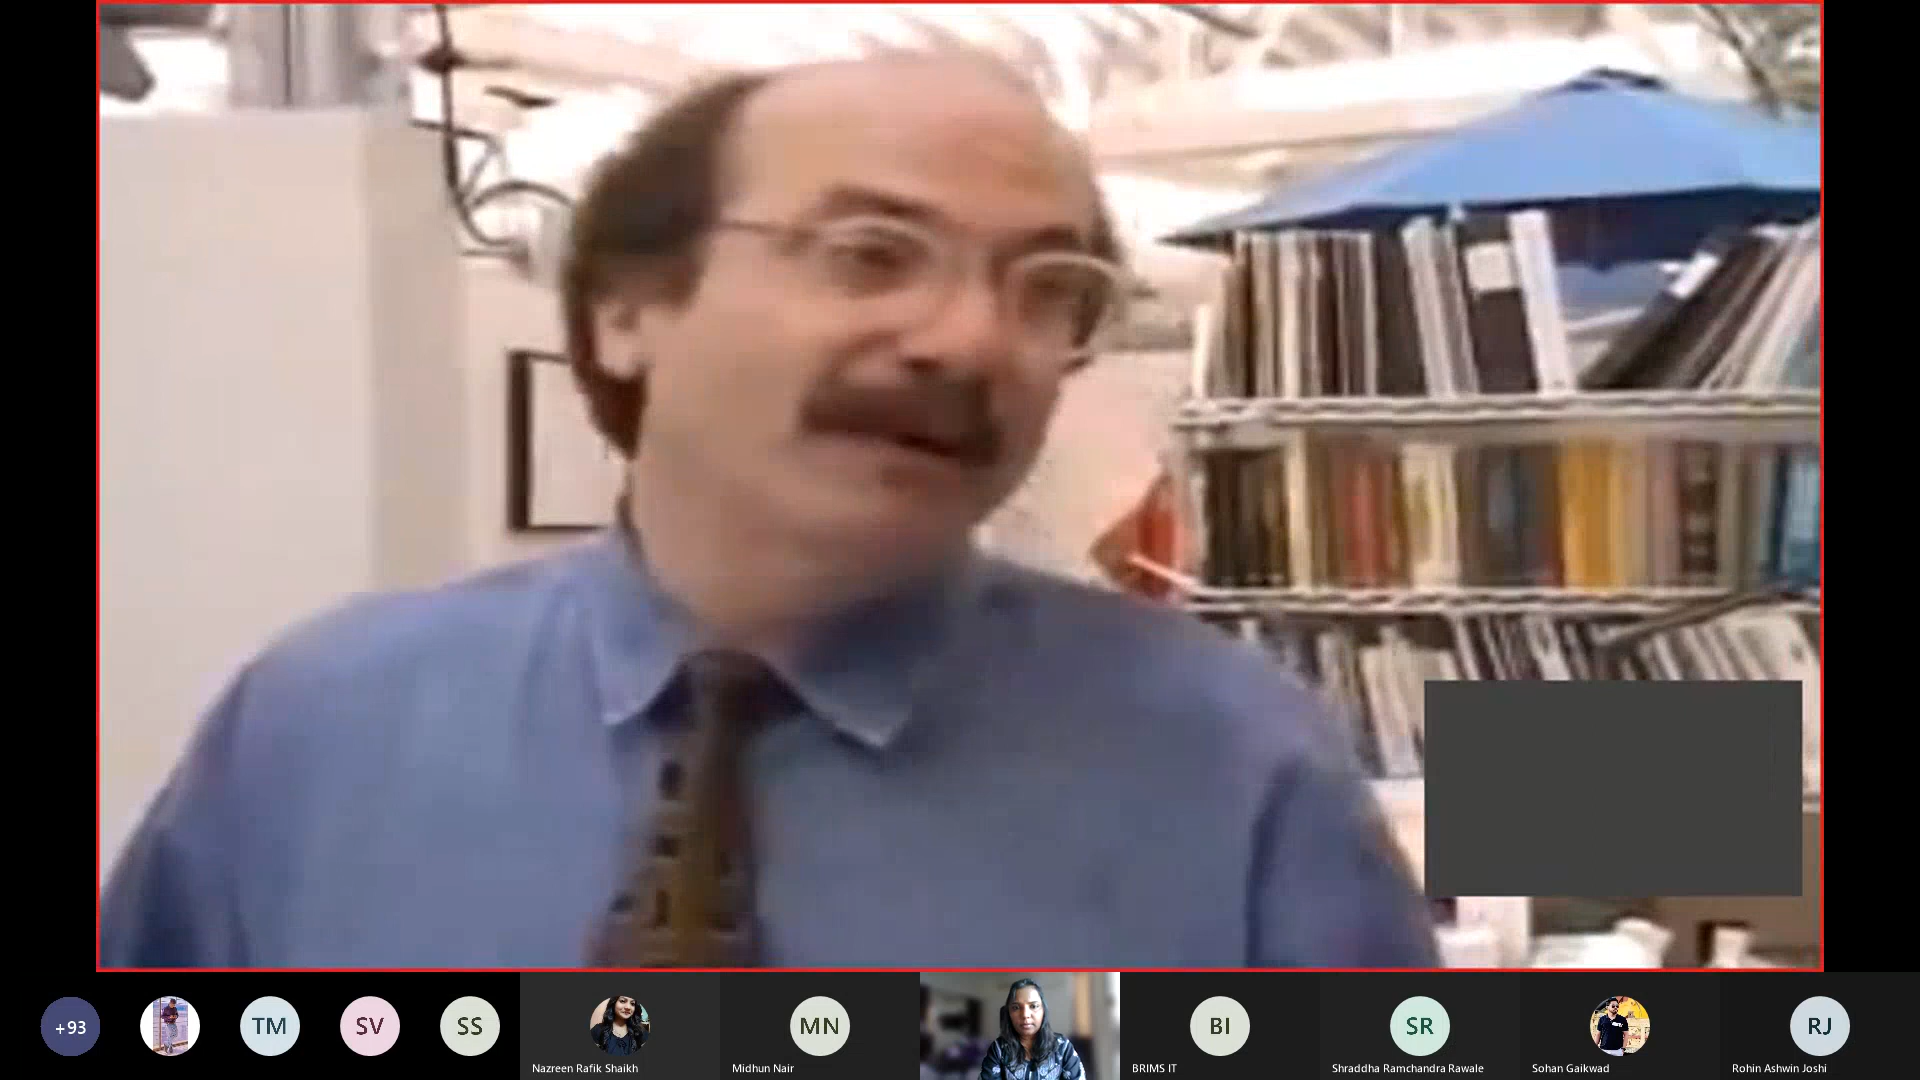 +93
TM
SV
SS
Nazreen Rafik Shaikh
MN
Midhun Nair
BI
BRIMS IT
SR
Shraddha Ramchandra Rawale
Sohan Gaikwad
RJ
Rohin Ashwin Joshi